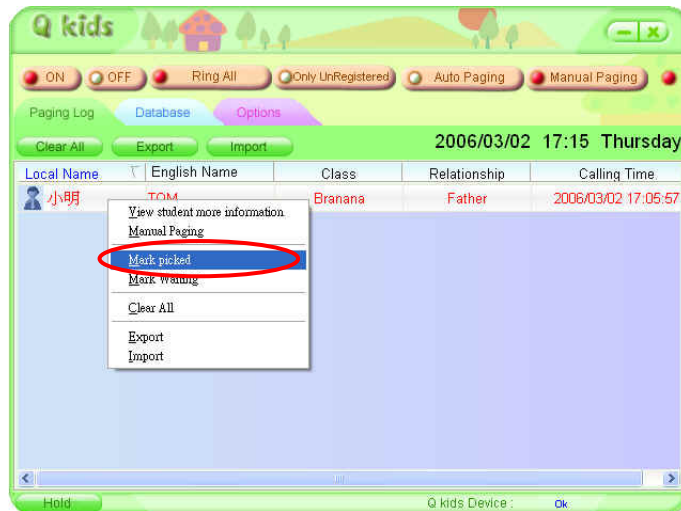 Q kids
ON OFF Ring All Only UnRegistered Auto Paging Manual Paging
Paging Log Database Options
Clear All Export Import 2006/03/02 17:15 Thursday
Local Name English Name Class Relationship Calling Time
小明 TOM Branana Father 2006/03/02 17:05:57
View student more information
Manual Paging
Mark picked
Mark Waiting
Clear All
Export
Import
Hold Q kids Device : Ok